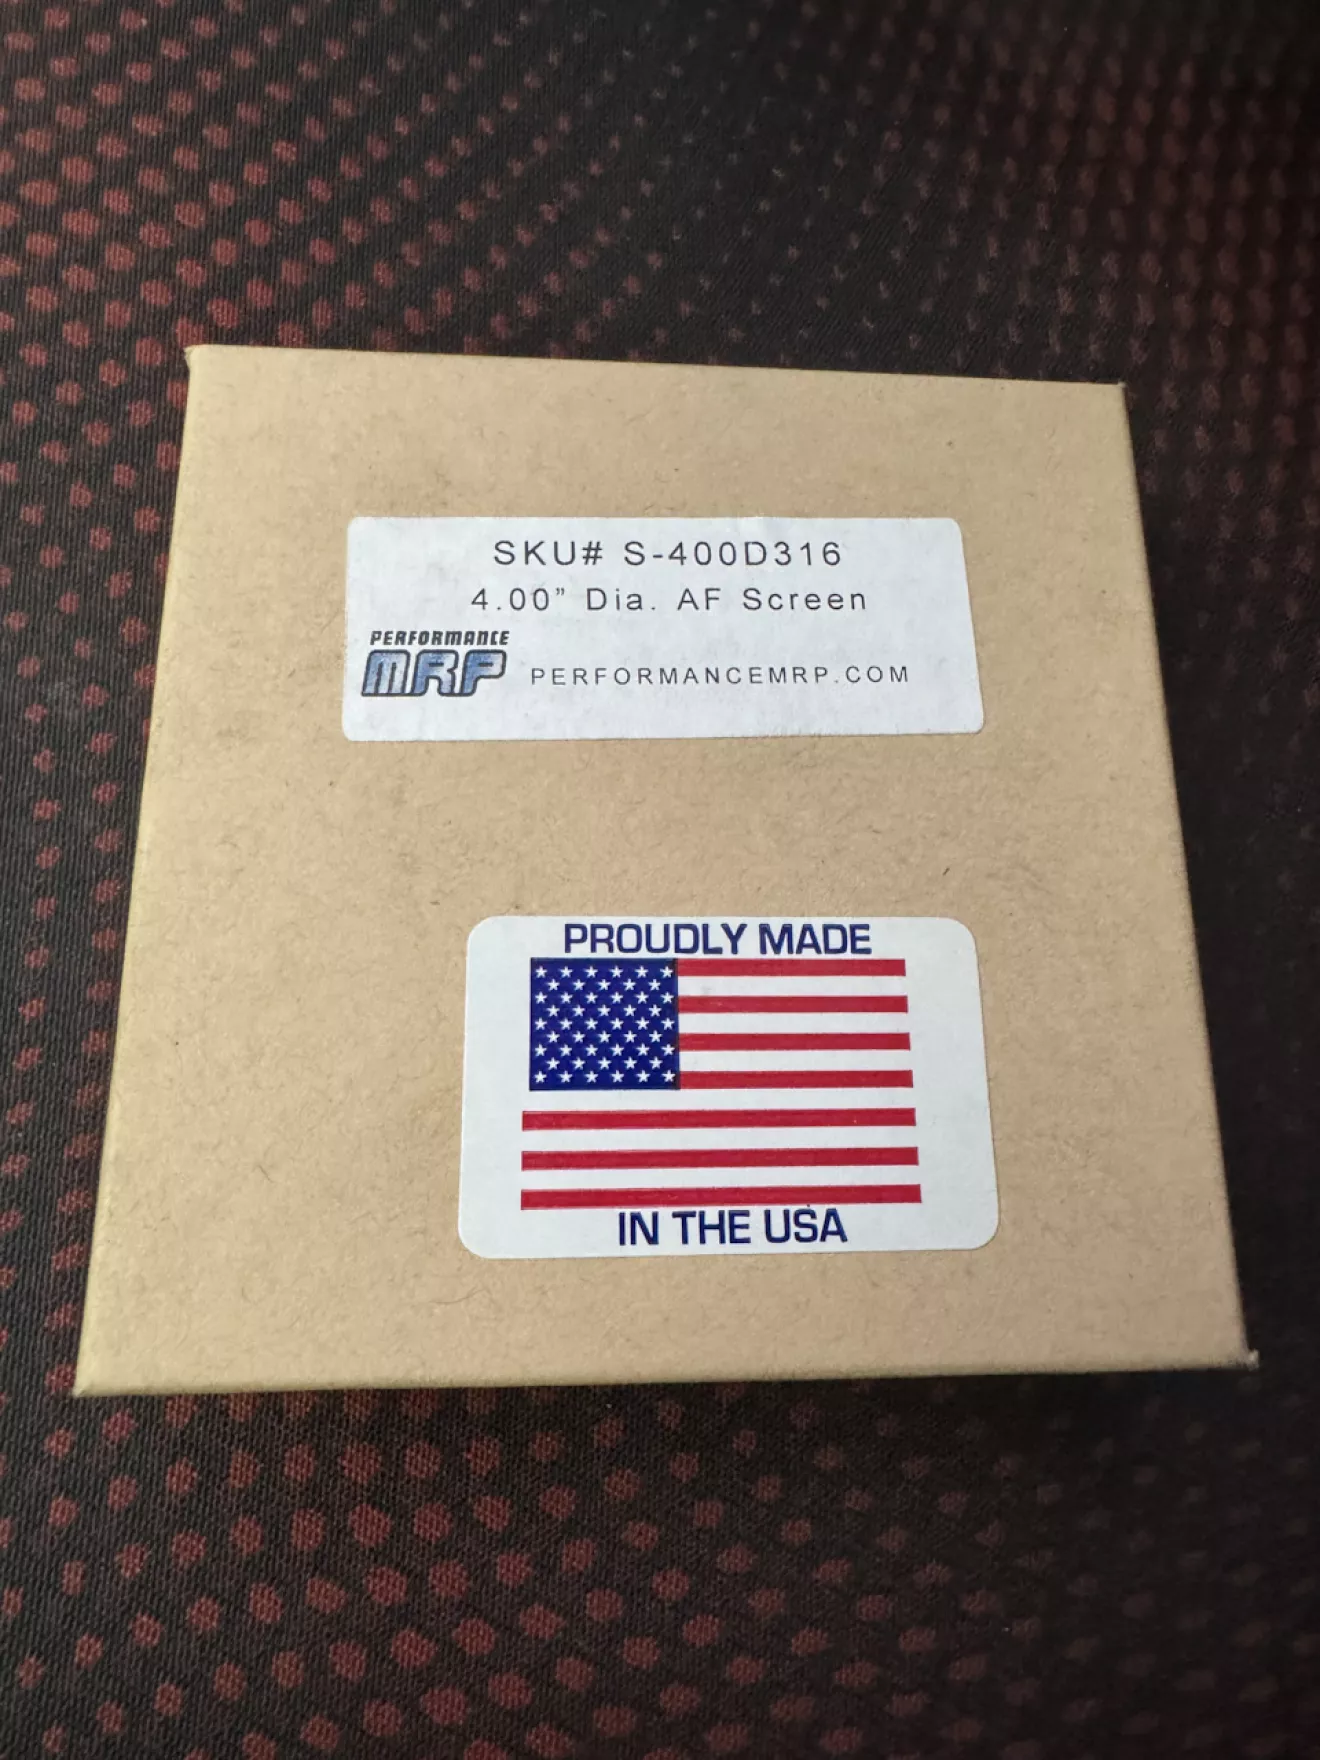 SKU# S-400D316
4.00” Dia. AF Screen
PERFORMANCE
MRP PERFORMANCEMRP.COM
PROUDLY MADE
IN THE USA